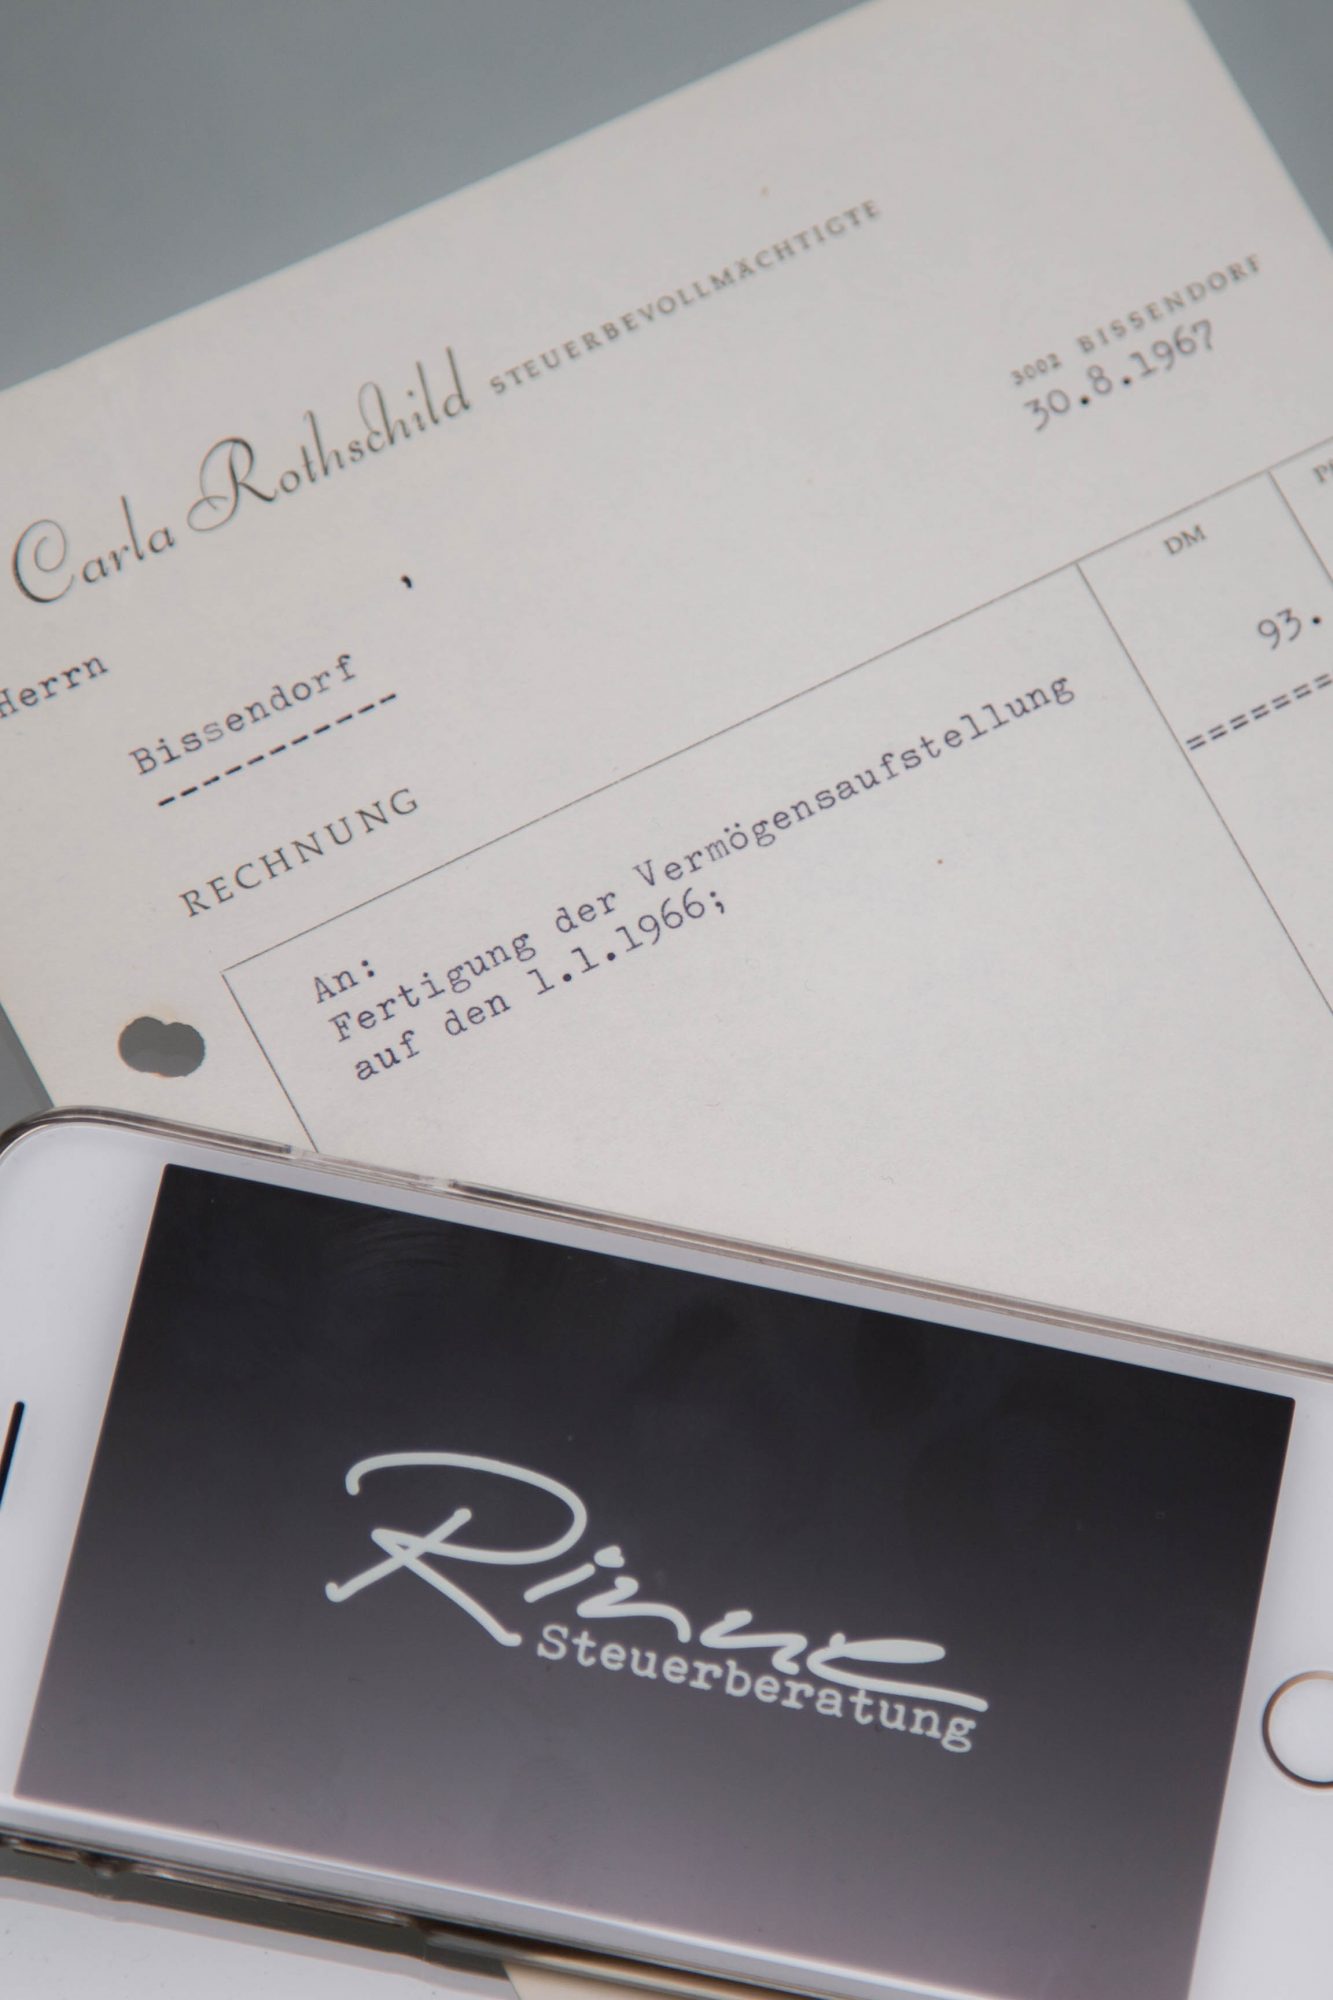 Carla Rothschild STEUERBEVOLLMÄCHTIGTE
3002 BISSENDORF
30.8.1967
Herrn
,
Bissendorf
----------
RECHNUNG
DM
An:
Fertigung der Vermögensaufstellung
auf den 1.1.1966;
93.
=======
Rinne
Steuerberatung